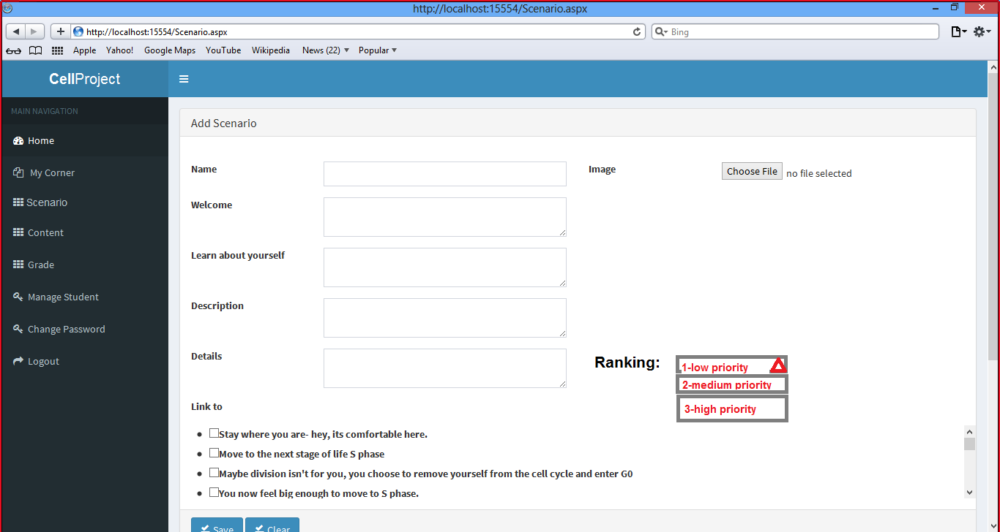 http://localhost:15554/Scenario.aspx
http://localhost:15554/Scenario.aspx
Bing
Apple Yahoo! Google Maps YouTube Wikipedia News (22) Popular
CellProject
MAIN NAVIGATION
Home
My Corner
Scenario
Content
Grade
Manage Student
Change Password
Logout
Add Scenario
Name
Image Choose File no file selected
Welcome
Learn about yourself
Description
Details
Ranking: 1-low priority
2-medium priority
3-high priority
Link to
Stay where you are- hey, its comfortable here.
Move to the next stage of life S phase
Maybe division isn't for you, you choose to remove yourself from the cell cycle and enter G0
You now feel big enough to move to S phase.
Save Clear